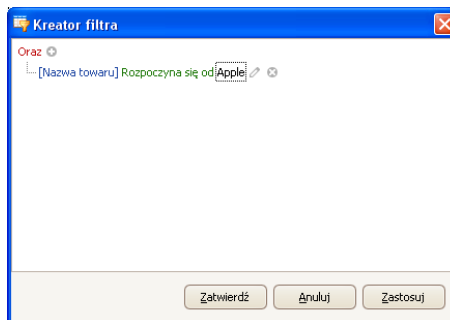 Kreator filtra
Oraz
[Nazwa towaru] Rozpoczyna się od Apple
Zatwierdź Anuluj Zastosuj